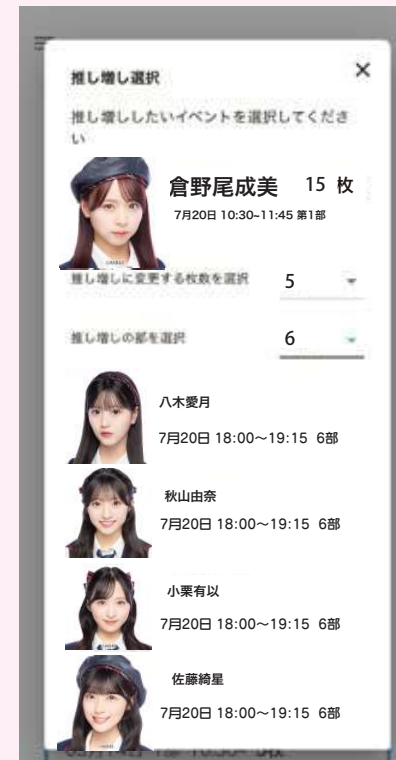 推し増し選択
×
推し増ししたいイベントを選択してくださ
い
倉野尾成美 15 枚
7月20日 10:30~11:45 第1部
推し増しに変更する枚数を選択 5
推し増しの部を選択 6
八木愛月
7月20日 18:00～19:15 6部
秋山由奈
7月20日 18:00～19:15 6部
小栗有以
7月20日 18:00～19:15 6部
佐藤綺星
7月20日 18:00～19:15 6部